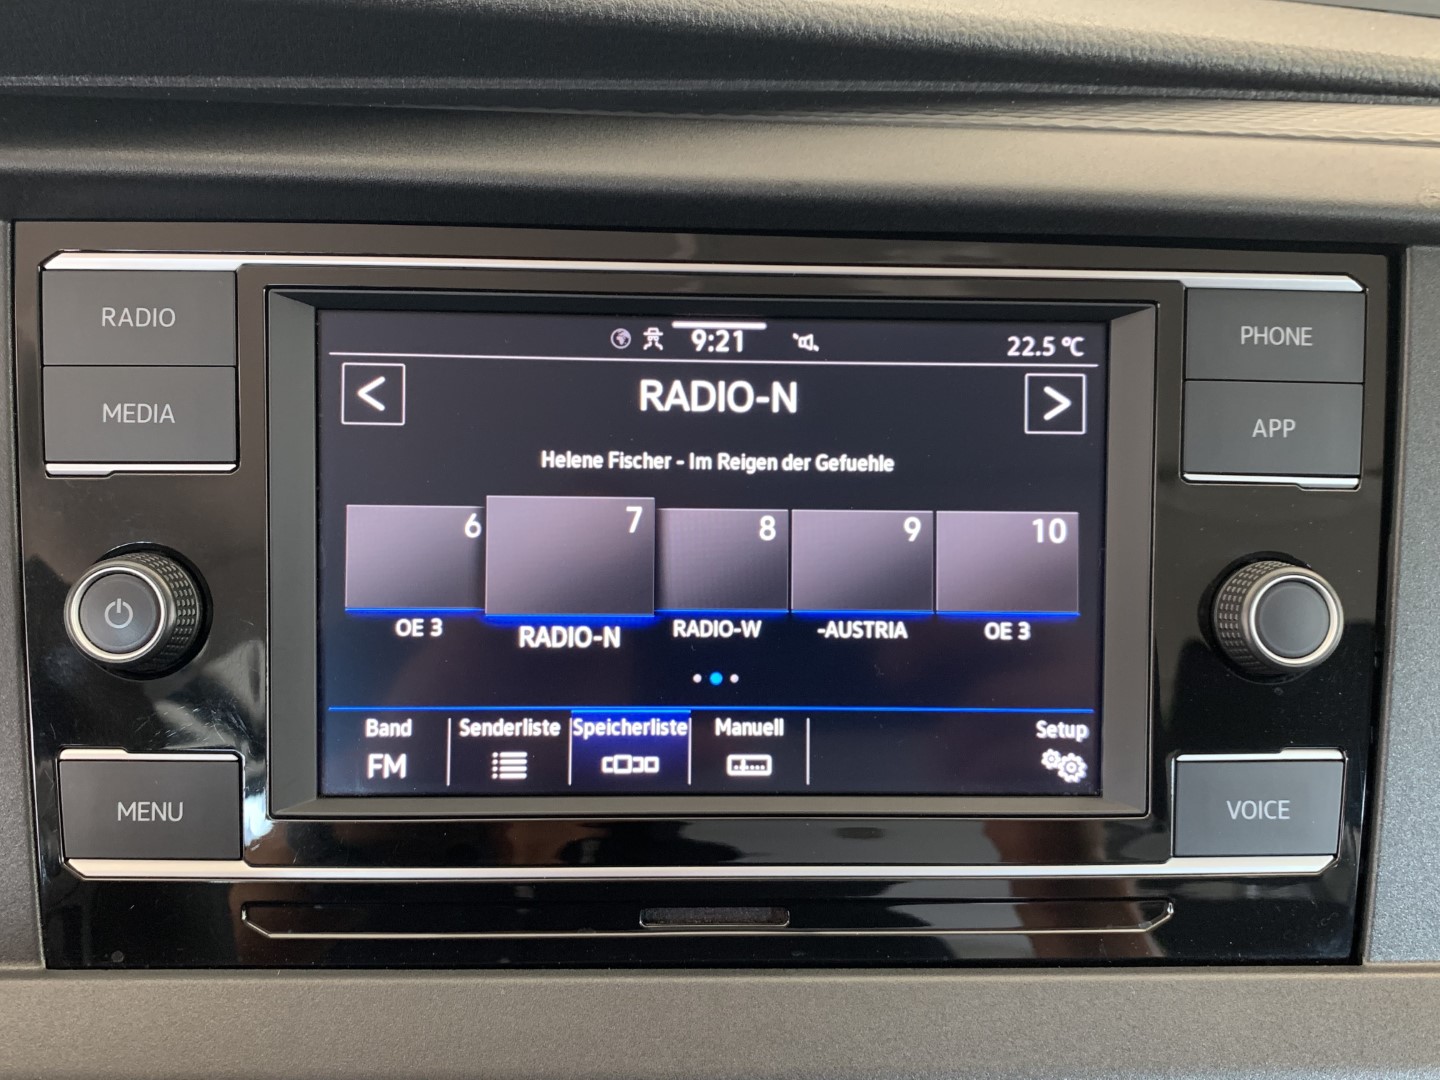 RADIO
MEDIA
MENU
PHONE
APP
VOICE
9:21
22.5 °C
<
RADIO-N
>
Helene Fischer - Im Reigen der Gefuehle
6
7
8
9
10
OE 3
RADIO-N
RADIO-W
-AUSTRIA
OE 3
Band
Senderliste
Speicherliste
Manuell
Setup
FM